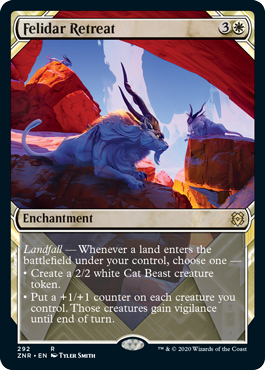 Felidar Retreat 3
Enchantment
Landfall — Whenever a land enters the
battlefield under your control, choose one —
• Create a 2/2 white Cat Beast creature
token.
• Put a +1/+1 counter on each creature you
control. Those creatures gain vigilance
until end of turn.
292 R
ZNR • EN TYLER SMITH ™ & © 2020 Wizards of the Coast